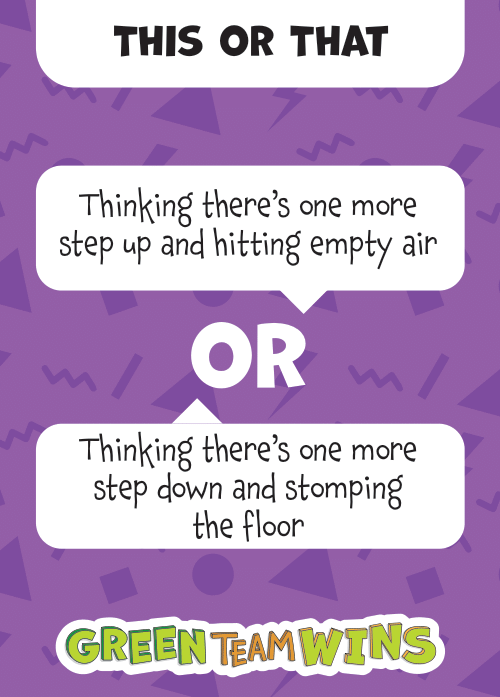 THIS OR THAT
Thinking there's one more
step up and hitting empty air
OR
Thinking there's one more
step down and stomping
the floor
GREEN TEAM WINS